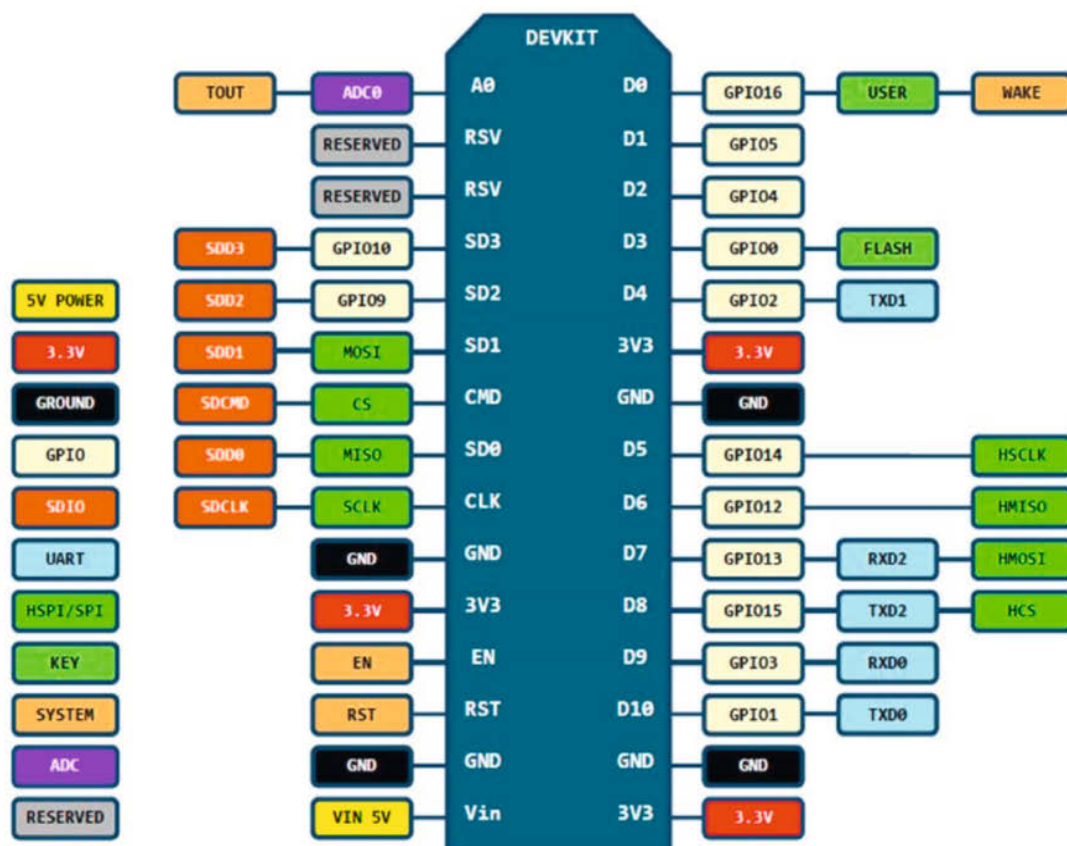 DEVKIT
TOUT ADC0 A0 D0 GPIO16 USER WAKE
RESERVED RSV D1 GPIO5
RESERVED RSV D2 GPIO4
SDD3 GPIO10 SD3 D3 GPIO0 FLASH
5V POWER SDD2 GPIO9 SD2 D4 GPIO2 TXD1
3.3V SDD1 MOSI SD1 3V3 3.3V
GROUND SDCMD CS CMD GND GND
GPIO SDD0 MISO SD0 D5 GPIO14 HSCLK
SDIO SDCLK SCLK CLK D6 GPIO12 HMISO
UART GND GND D7 GPIO13 RXD2 HMOSI
HSPI/SPI 3.3V 3V3 D8 GPIO15 TXD2 HCS
KEY EN EN D9 GPIO3 RXD0
SYSTEM RST RST D10 GPIO1 TXD0
ADC GND GND GND GND
RESERVED VIN 5V Vin 3V3 3.3V